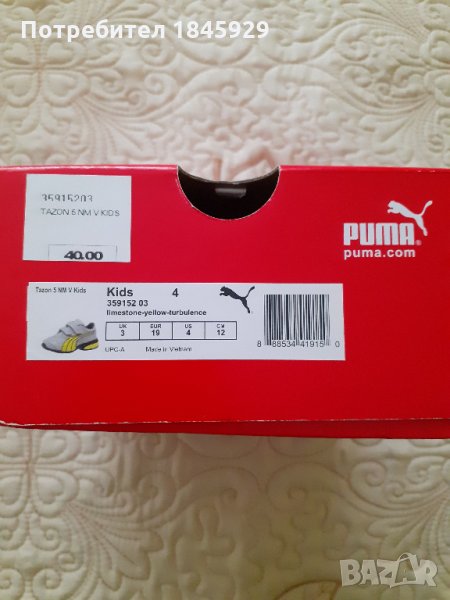 Потребител 1845929
35915203
TAZON 5 NM V KIDS
40.00
PUMA
puma.com
Tazon 5 NM V Kids
Kids 4
359152 03
limestone-yellow-turbulence
UK EUR US CM
3 19 4 12
UPC-A Made in Vietnam
8 88534 41915 0
BAZAR